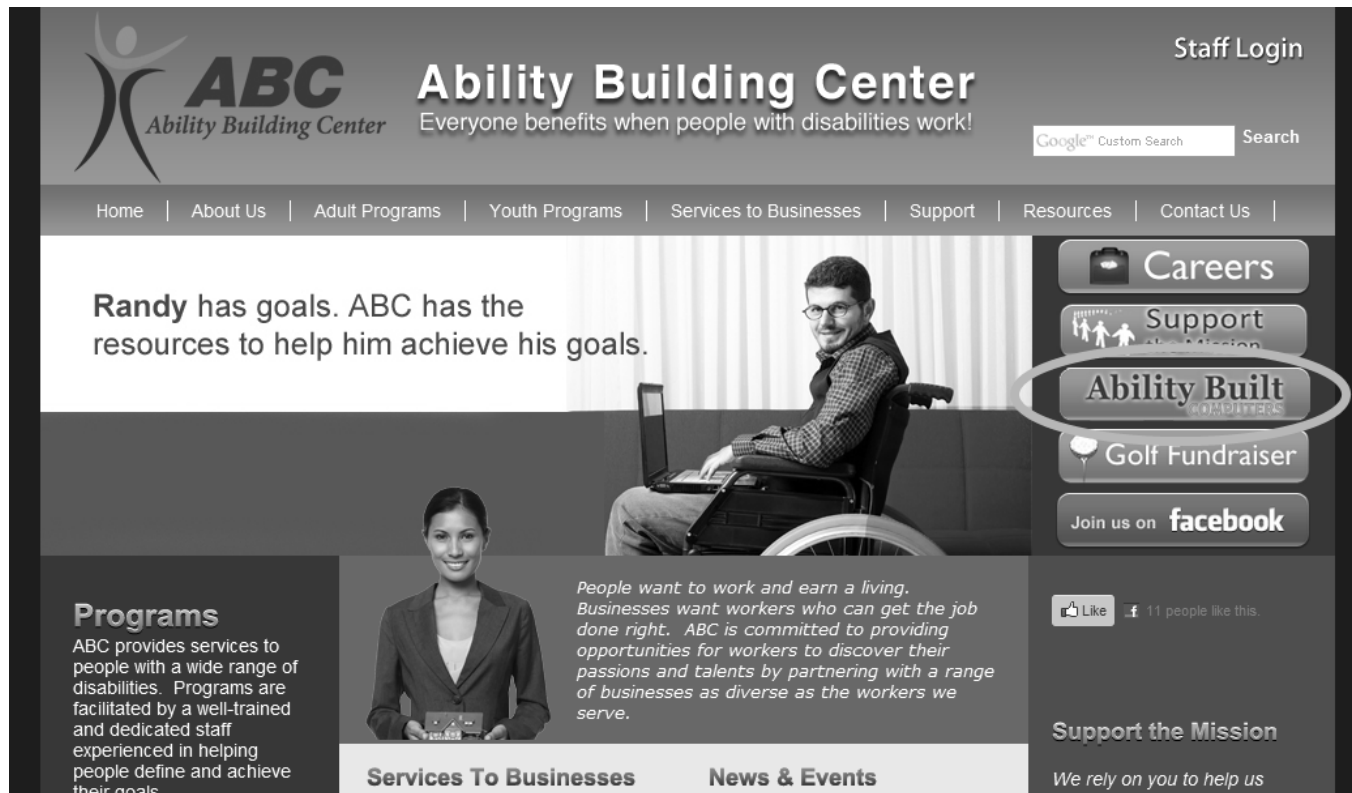 ABC
Ability Building Center
Ability Building Center
Everyone benefits when people with disabilities work!
Staff Login
Google™ Custom Search
Search
Home | About Us | Adult Programs | Youth Programs | Services to Businesses | Support | Resources | Contact Us |
Randy has goals. ABC has the
resources to help him achieve his goals.
Careers
Support
the Mission
Ability Built
COMPUTERS
Golf Fundraiser
Join us on facebook
Programs
ABC provides services to
people with a wide range of
disabilities. Programs are
facilitated by a well-trained
and dedicated staff
experienced in helping
people define and achieve
their goals
People want to work and earn a living.
Businesses want workers who can get the job
done right. ABC is committed to providing
opportunities for workers to discover their
passions and talents by partnering with a range
of businesses as diverse as the workers we
serve.
Like
f 11 people like this.
Support the Mission
We rely on you to help us
Services To Businesses
News & Events